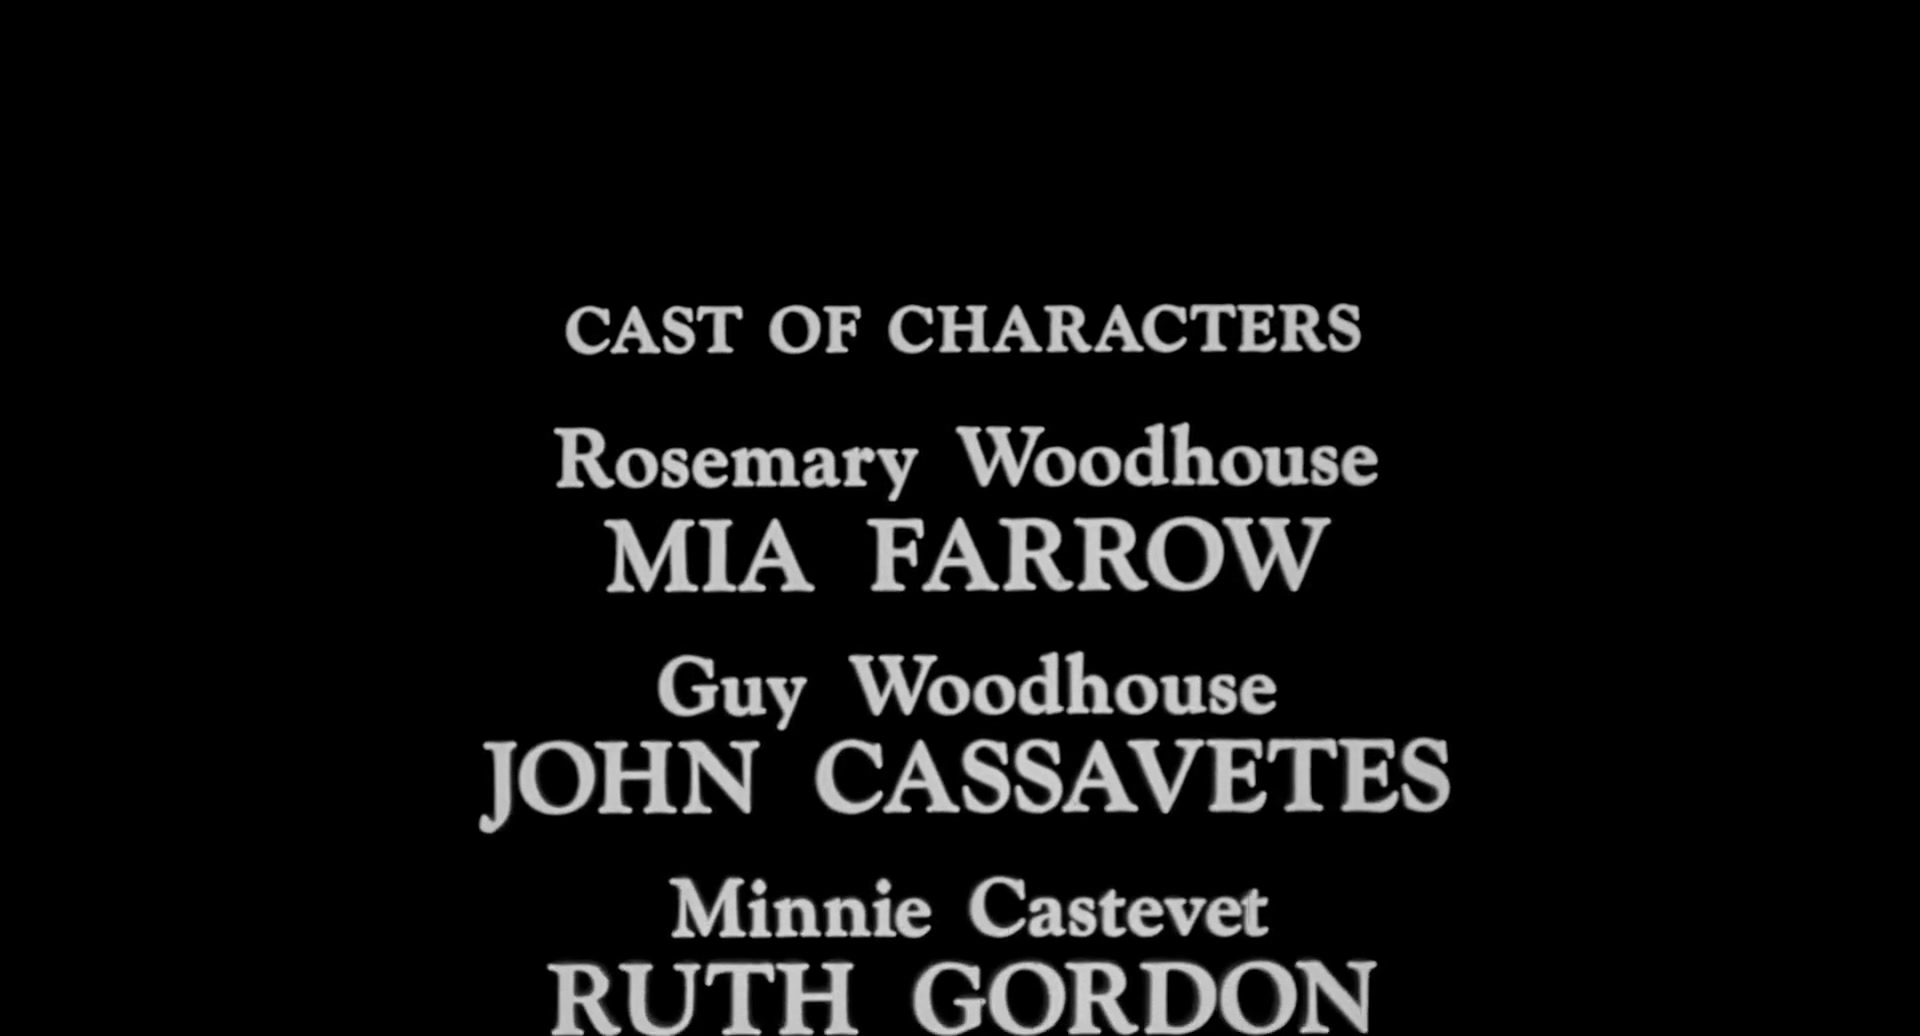 CAST OF CHARACTERS
Rosemary Woodhouse
MIA FARROW
Guy Woodhouse
JOHN CASSAVETES
Minnie Castevet
RUTH GORDON